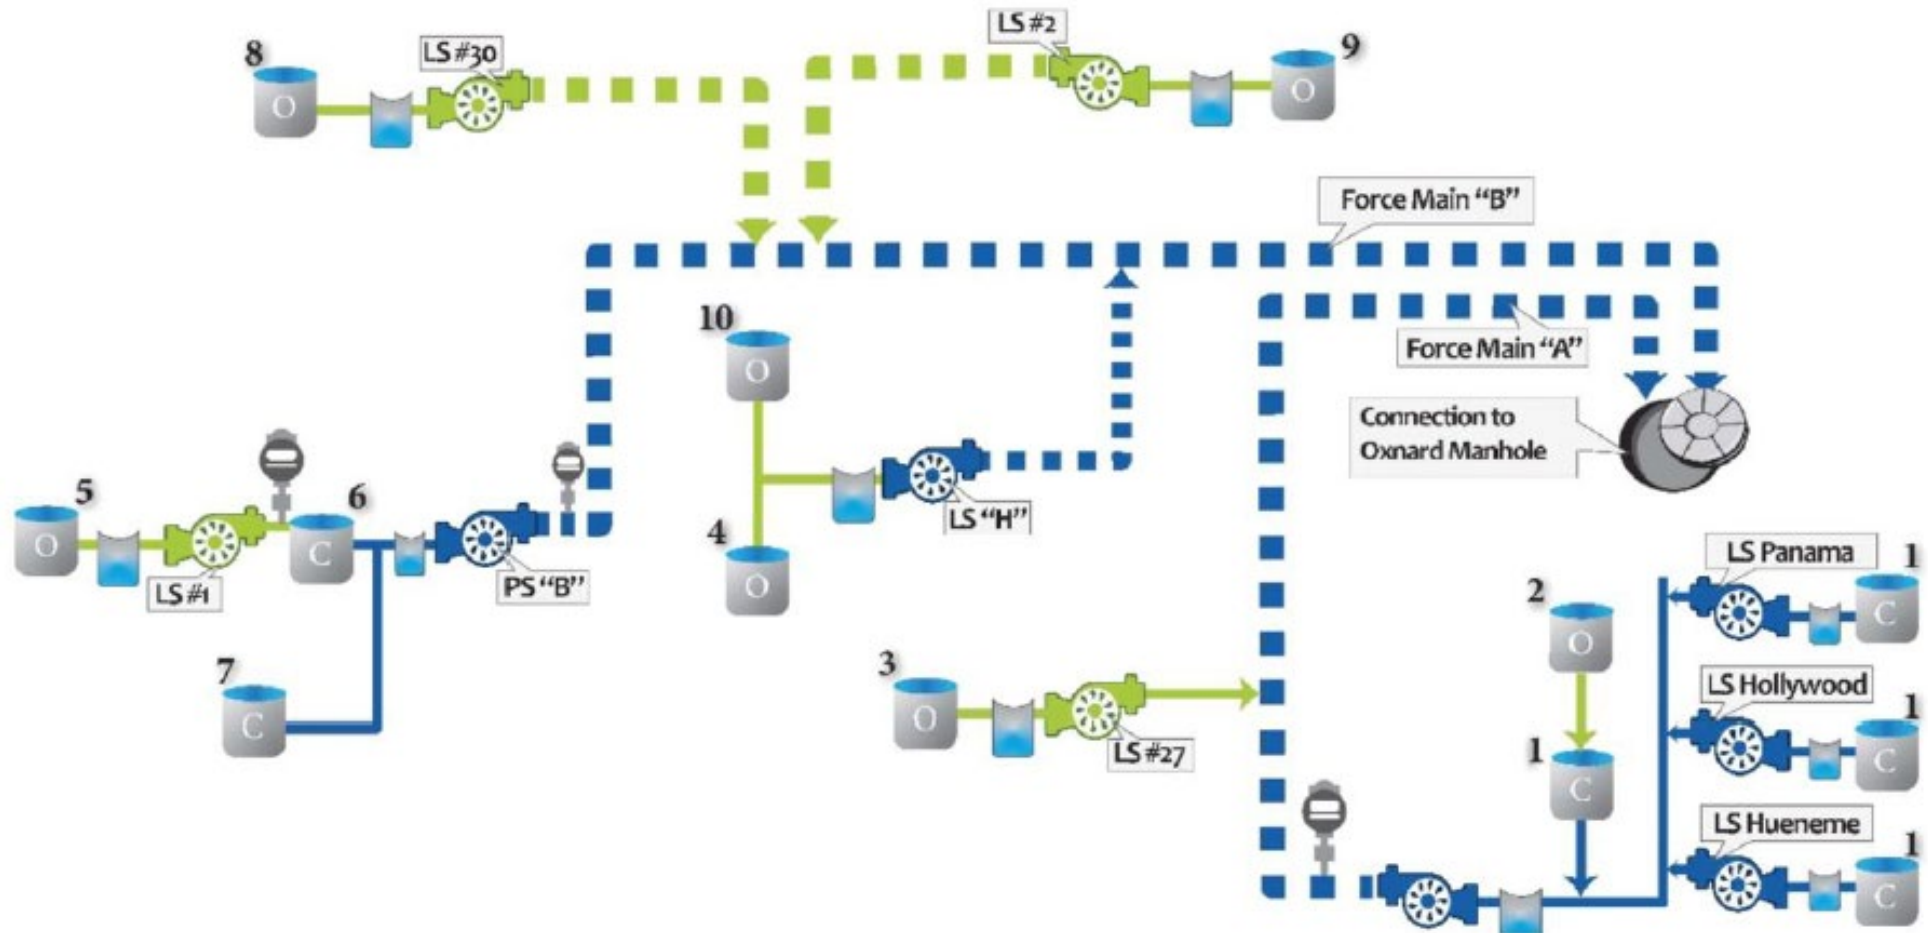 8
LS #30
O
LS #2
9
O
Force Main “B”
Force Main “A”
Connection to
Oxnard Manhole
10
O
4
O
LS “H”
5
O
LS #1
6
C
PS “B”
7
C
3
O
LS #27
2
O
1
C
LS Panama
1
C
LS Hollywood
1
C
LS Hueneme
1
C